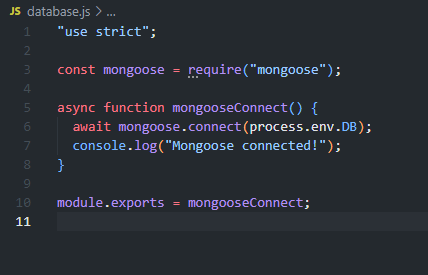 JS database.js > ...
1 "use strict";
2
3 const mongoose = require("mongoose");
4
5 async function mongooseConnect() {
6 await mongoose.connect(process.env.DB);
7 console.log("Mongoose connected!");
8 }
9
10 module.exports = mongooseConnect;
11